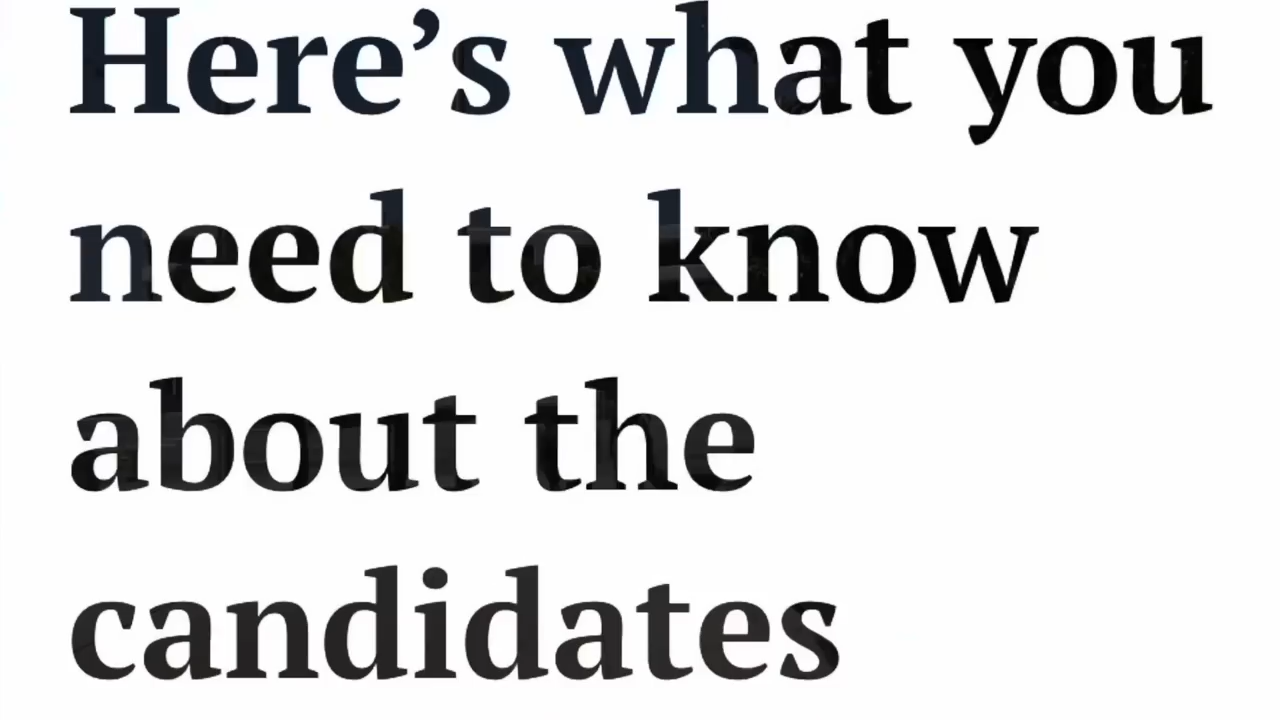 Here’s what you
need to know
about the
candidates